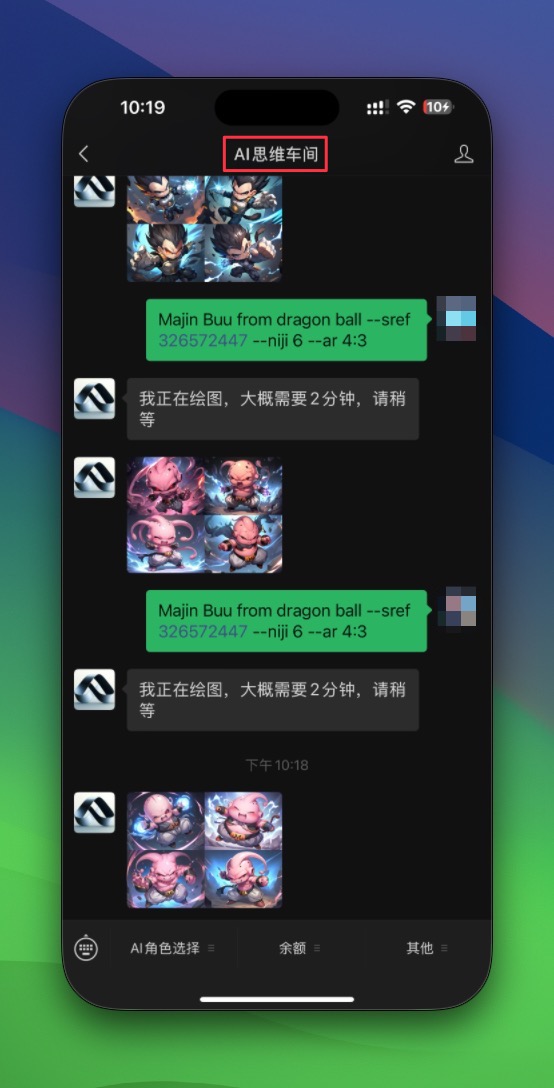 10:19
10
AI思维车间
Majin Buu from dragon ball --sref
326572447 --niji 6 --ar 4:3
我正在绘图，大概需要2分钟，请稍
等
Majin Buu from dragon ball --sref
326572447 --niji 6 --ar 4:3
我正在绘图，大概需要2分钟，请稍
等
下午10:18
AI角色选择
余额
其他